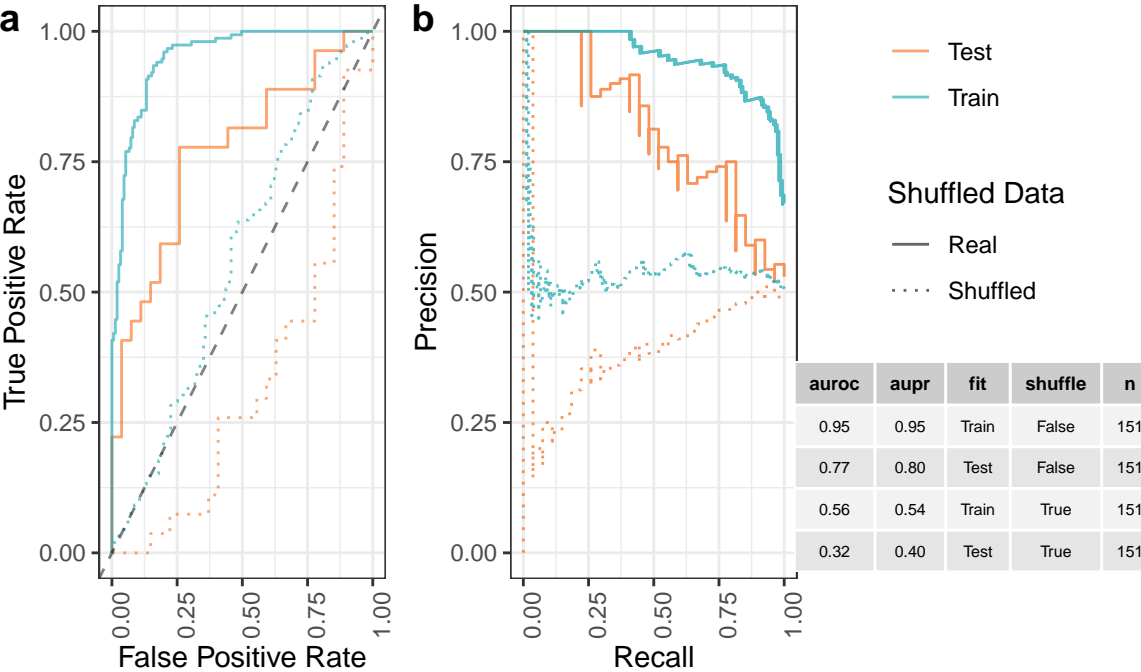 a
b
1.00
0.75
0.50
0.25
0.00
True Positive Rate
0.00
0.25
0.50
0.75
1.00
False Positive Rate
1.00
0.75
0.50
0.25
0.00
Precision
0.00
0.25
0.50
0.75
1.00
Recall
Test
Train
Shuffled Data
Real
Shuffled
auroc aupr fit shuffle n
0.95 0.95 Train False 151
0.77 0.80 Test False 151
0.56 0.54 Train True 151
0.32 0.40 Test True 151